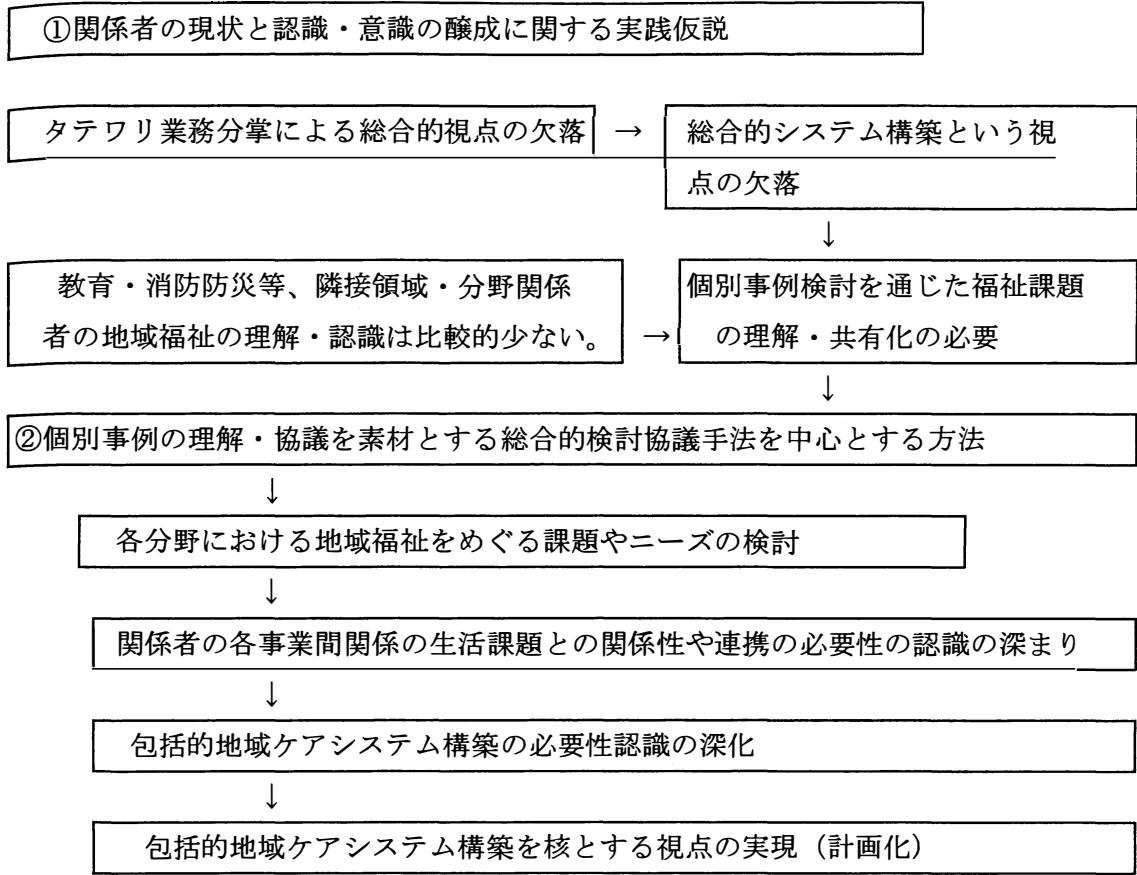 ①関係者の現状と認識・意識の醸成に関する実践仮説
タテワリ業務分掌による総合的視点の欠落 → 総合的システム構築という視
点の欠落
↓
教育・消防防災等、隣接領域・分野関係
者の地域福祉の理解・認識は比較的少ない。
→
個別事例検討を通じた福祉課題
の理解・共有化の必要
↓
②個別事例の理解・協議を素材とする総合的検討協議手法を中心とする方法
↓
各分野における地域福祉をめぐる課題やニーズの検討
↓
関係者の各事業間関係の生活課題との関係性や連携の必要性の認識の深まり
↓
包括的地域ケアシステム構築の必要性認識の深化
↓
包括的地域ケアシステム構築を核とする視点の実現（計画化）